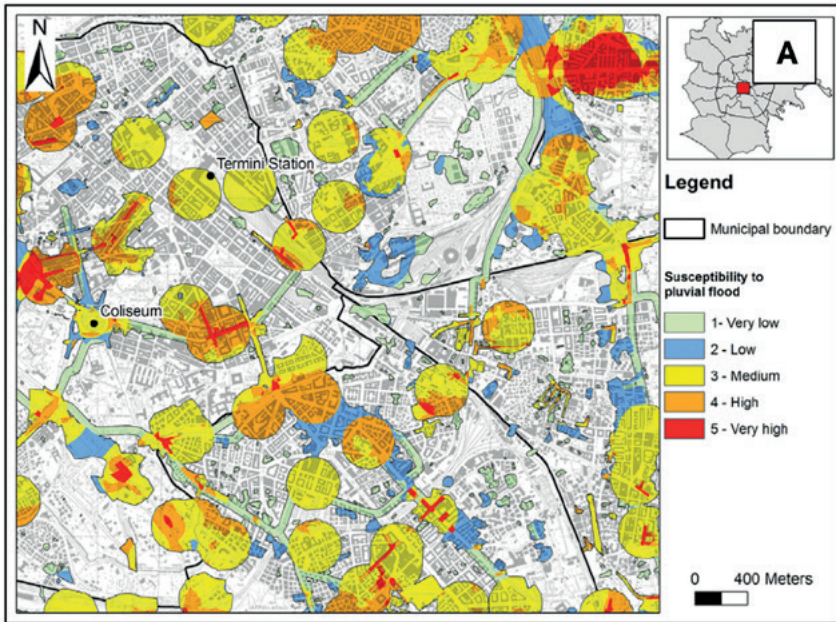 N
Termini Station
Coliseum
A
Legend
Municipal boundary
Susceptibility to
pluvial flood
1- Very low
2 - Low
3 - Medium
4 - High
5 - Very high
0 400 Meters